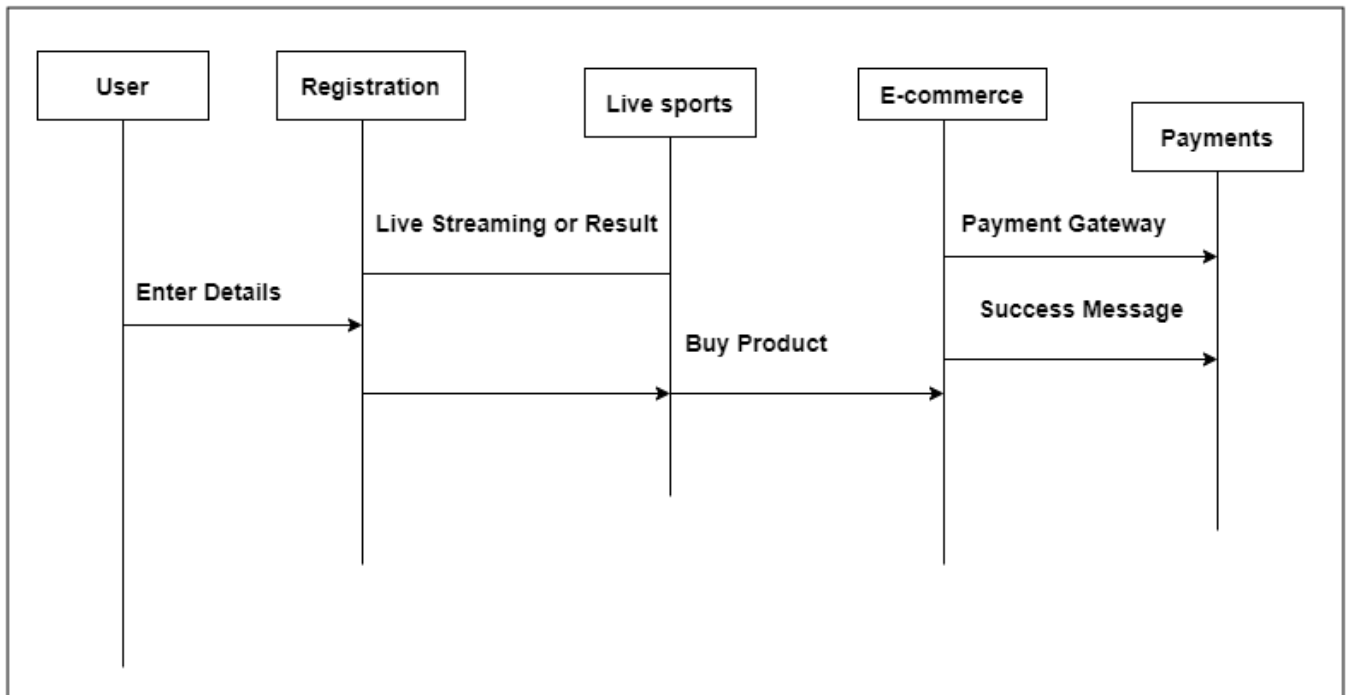 User
Registration
Live sports
E-commerce
Payments
Live Streaming or Result
Payment Gateway
Enter Details
Success Message
Buy Product